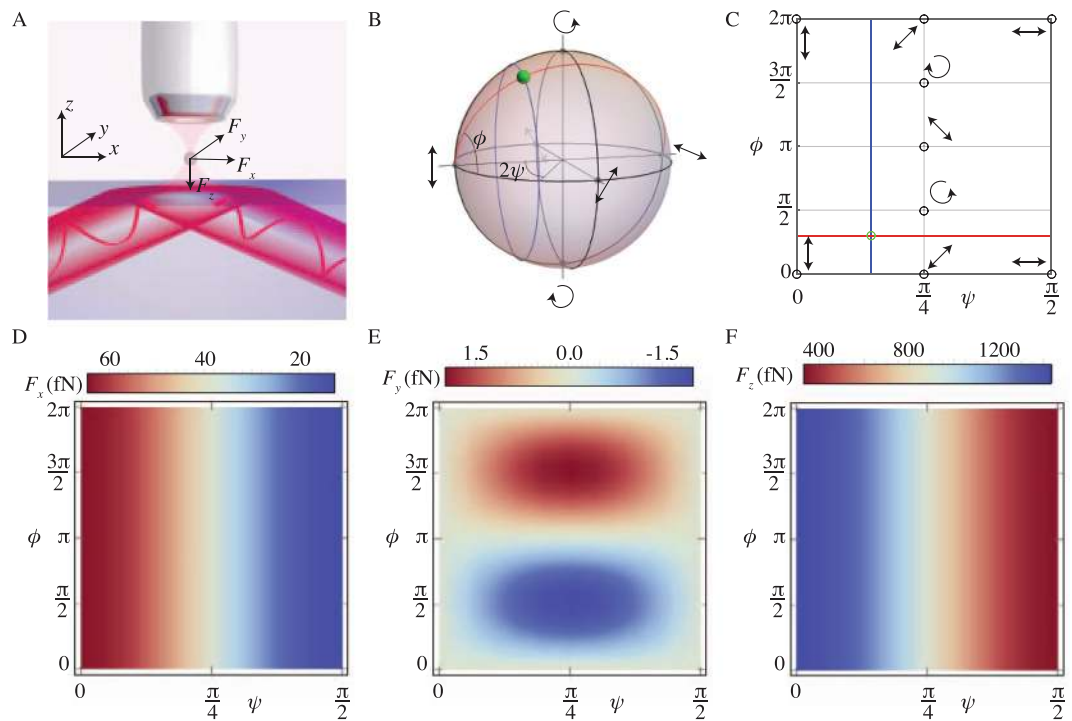 A
z
y
x
F_y
F_x
F_z
B
ϕ
2ψ
C
2π
3π/2
ϕ π
π/2
0
0 π/4 ψ π/2
D
60 40 20
F_x (fN)
2π
3π/2
ϕ π
π/2
0
0 π/4 ψ π/2
E
1.5 0.0 -1.5
F_y (fN)
2π
3π/2
ϕ π
π/2
0
0 π/4 ψ π/2
F
400 800 1200
F_z (fN)
2π
3π/2
ϕ π
π/2
0
0 π/4 ψ π/2